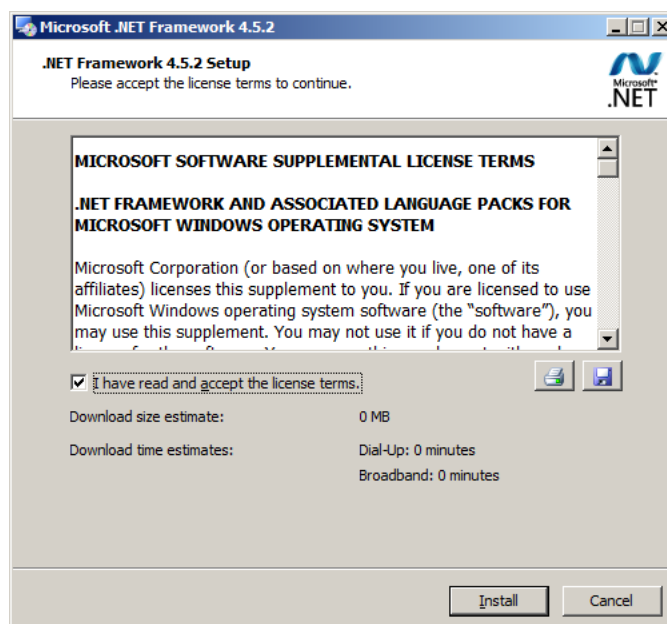 Microsoft .NET Framework 4.5.2
.NET Framework 4.5.2 Setup
Please accept the license terms to continue.
Microsoft®
.NET
MICROSOFT SOFTWARE SUPPLEMENTAL LICENSE TERMS
.NET FRAMEWORK AND ASSOCIATED LANGUAGE PACKS FOR
MICROSOFT WINDOWS OPERATING SYSTEM
Microsoft Corporation (or based on where you live, one of its
affiliates) licenses this supplement to you. If you are licensed to use
Microsoft Windows operating system software (the “software”), you
may use this supplement. You may not use it if you do not have a
I have read and accept the license terms.
Download size estimate: 0 MB
Download time estimates: Dial-Up: 0 minutes
Broadband: 0 minutes
Install Cancel